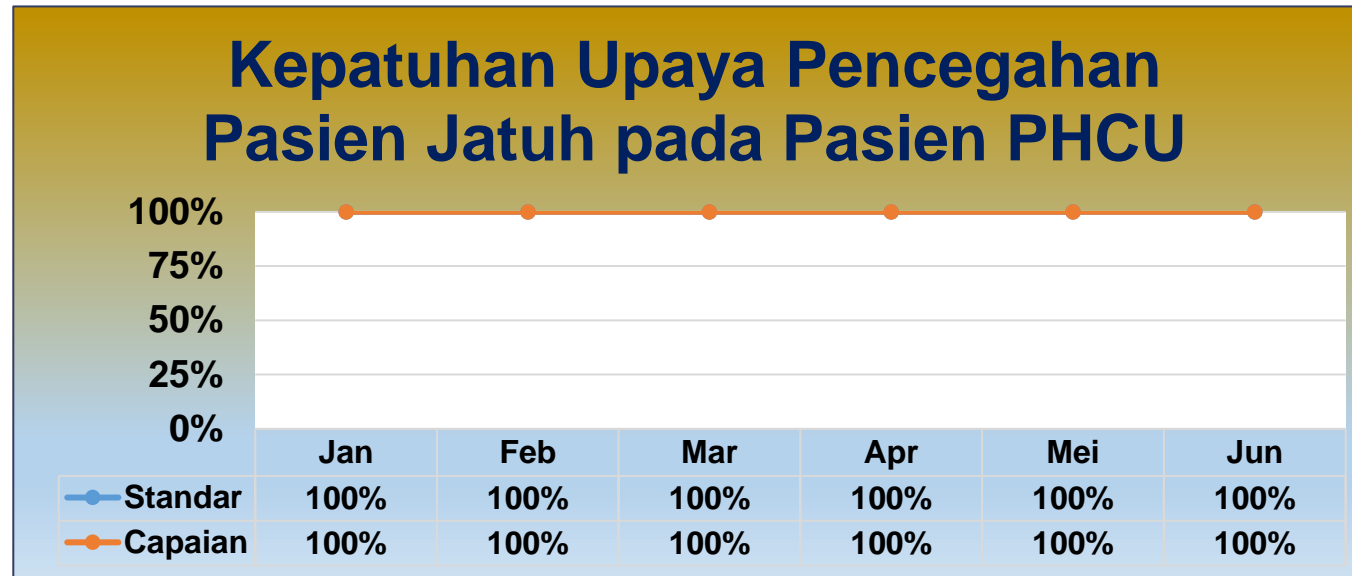 Kepatuhan Upaya Pencegahan
Pasien Jatuh pada Pasien PHCU
100%
75%
50%
25%
0%
Jan Feb Mar Apr Mei Jun
Standar 100% 100% 100% 100% 100% 100%
Capaian 100% 100% 100% 100% 100% 100%